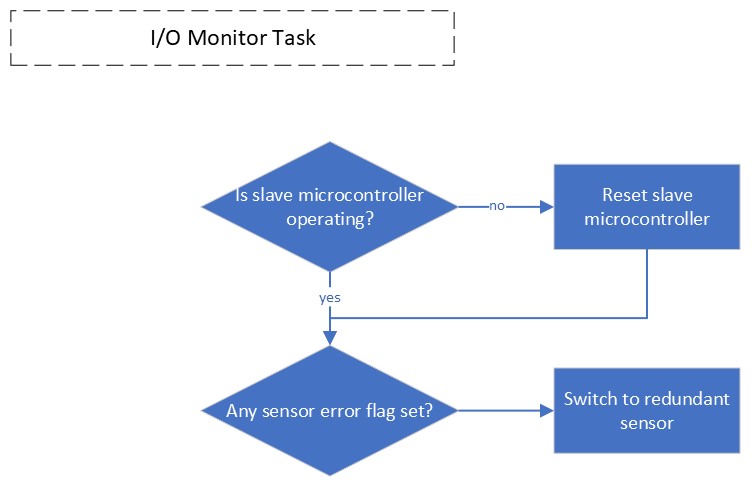 I/O Monitor Task
Is slave microcontroller
operating?
no
Reset slave
microcontroller
yes
Any sensor error flag set?
Switch to redundant
sensor